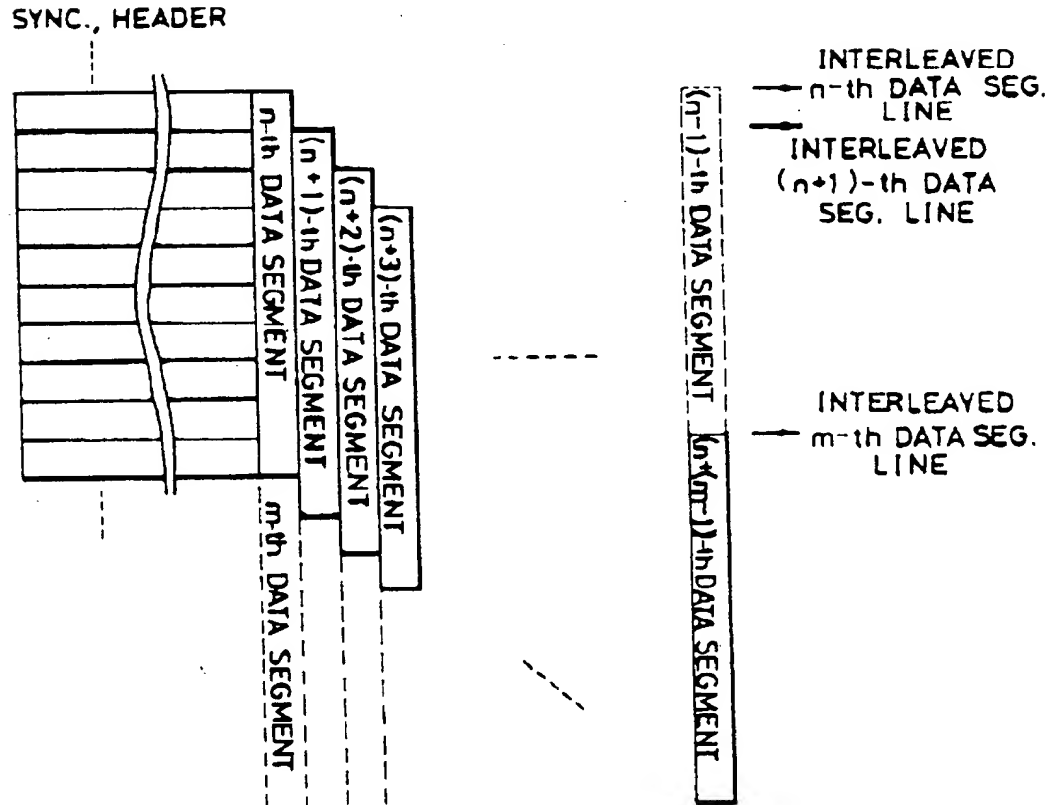 SYNC., HEADER
n-th DATA SEGMENT
(n+1)-th DATA SEGMENT
(n+2)-th DATA SEGMENT
(n+3)-th DATA SEGMENT
m-th DATA SEGMENT
(n-1)-th DATA SEGMENT
(n+(m-1))-th DATA SEGMENT
INTERLEAVED
n-th DATA SEG.
LINE
INTERLEAVED
(n+1)-th DATA
SEG. LINE
INTERLEAVED
m-th DATA SEG.
LINE